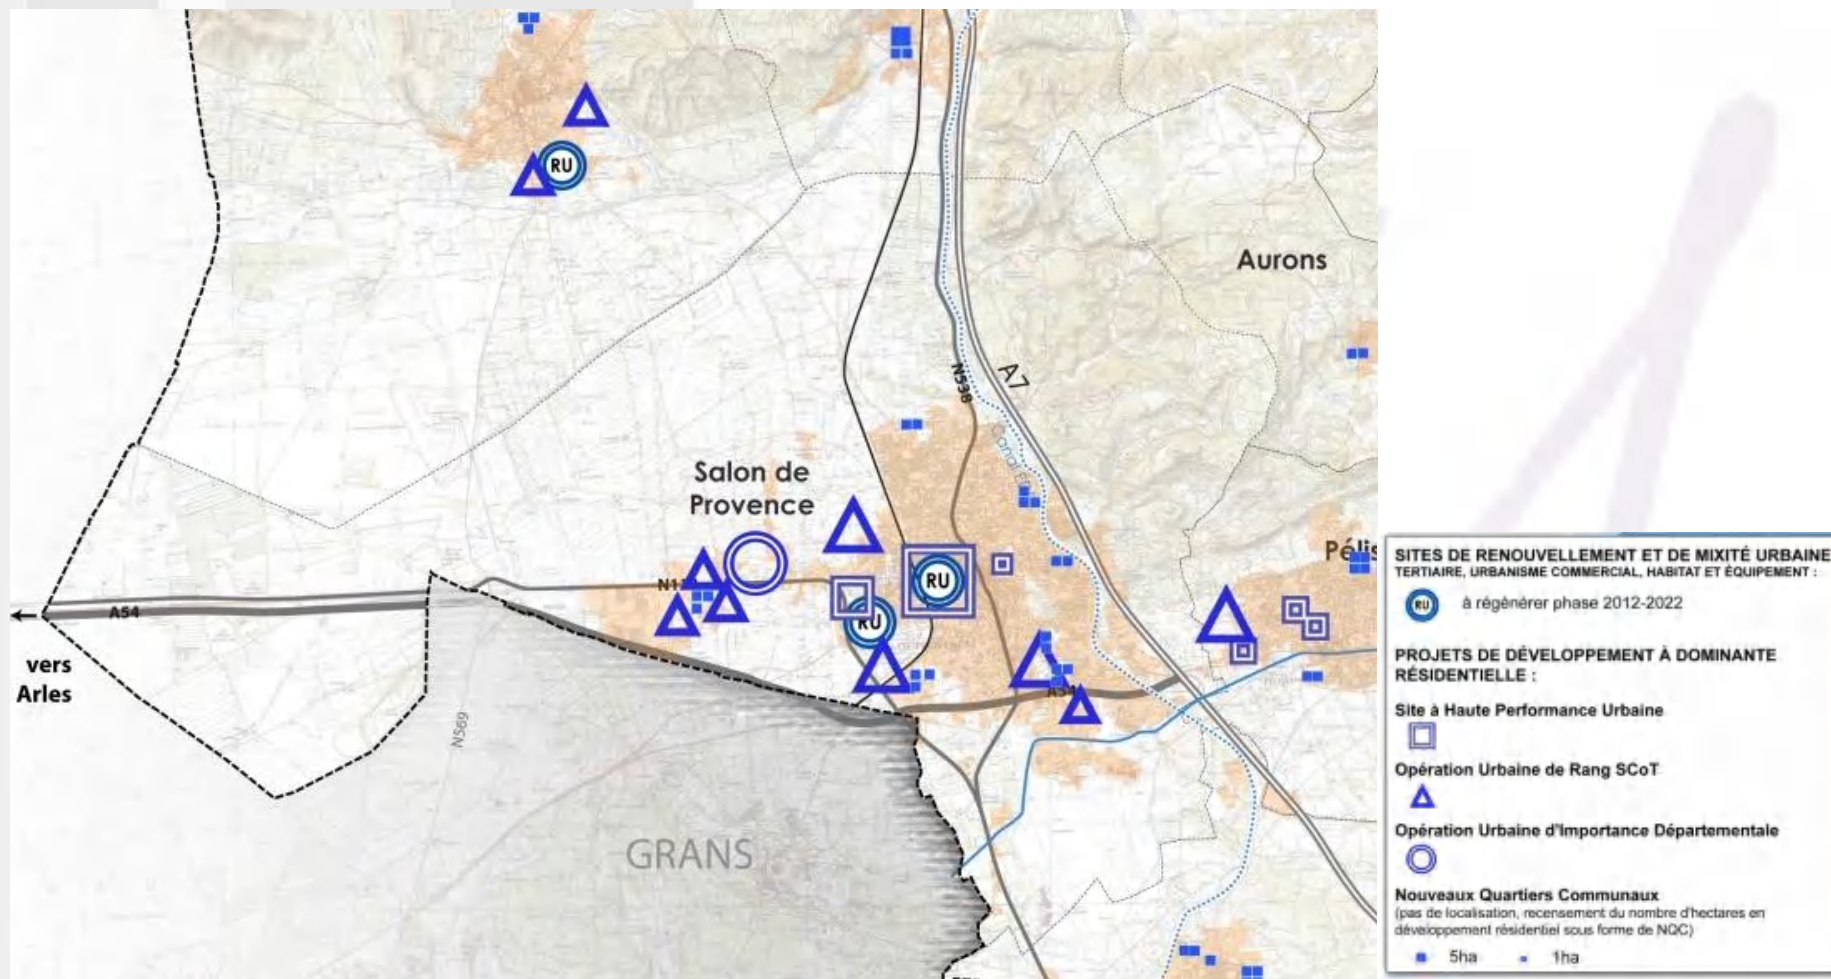 RU
Aurons
N538
A7
Salon de
Provence
RU
RU
A54
A54
vers
Arles
N569
GRANS
SITES DE RENOUVELLEMENT ET DE MIXITÉ URBAINE
TERTIAIRE, URBANISME COMMERCIAL, HABITAT ET ÉQUIPEMENT :
RU à régénérer phase 2012-2022
PROJETS DE DÉVELOPPEMENT À DOMINANTE
RÉSIDENTIELLE :
Site à Haute Performance Urbaine
Opération Urbaine de Rang SCoT
Opération Urbaine d'Importance Départementale
Nouveaux Quartiers Communaux
(pas de localisation, recensement du nombre d'hectares en
développement résidentiel sous forme de NQC)
5ha 1ha